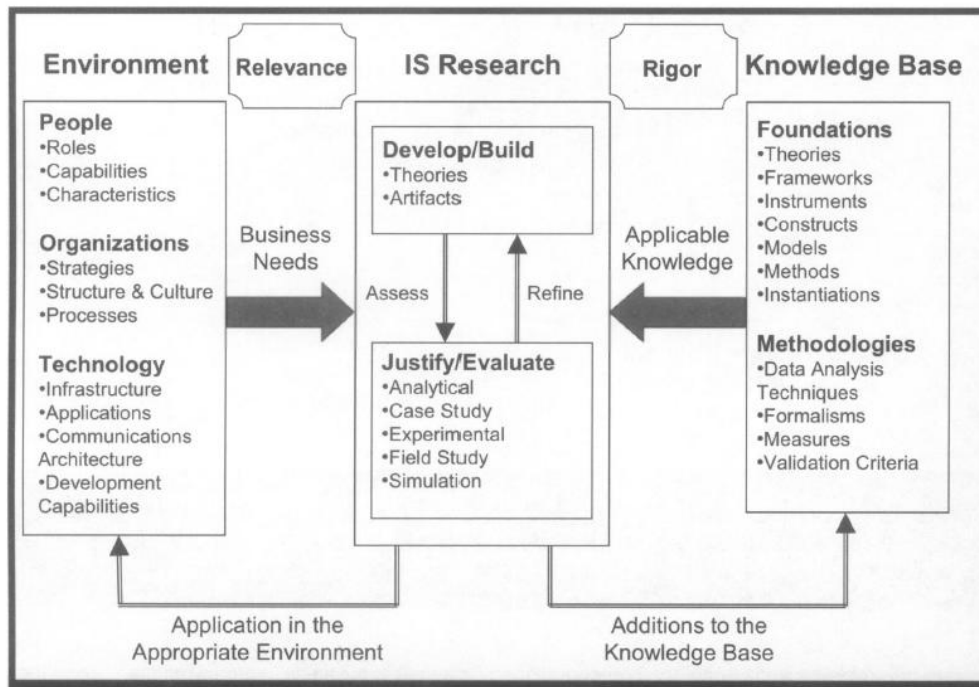 Environment
Relevance
IS Research
Rigor
Knowledge Base
People
•Roles
•Capabilities
•Characteristics
Organizations
•Strategies
•Structure & Culture
•Processes
Technology
•Infrastructure
•Applications
•Communications
Architecture
•Development
Capabilities
Business
Needs
Develop/Build
•Theories
•Artifacts
Assess
Refine
Justify/Evaluate
•Analytical
•Case Study
•Experimental
•Field Study
•Simulation
Applicable
Knowledge
Foundations
•Theories
•Frameworks
•Instruments
•Constructs
•Models
•Methods
•Instantiations
Methodologies
•Data Analysis
Techniques
•Formalisms
•Measures
•Validation Criteria
Application in the
Appropriate Environment
Additions to the
Knowledge Base